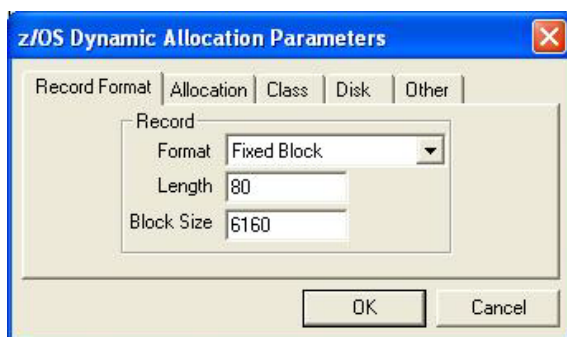 z/OS Dynamic Allocation Parameters
Record Format Allocation Class Disk Other
Record
Format Fixed Block
Length 80
Block Size 6160
OK Cancel